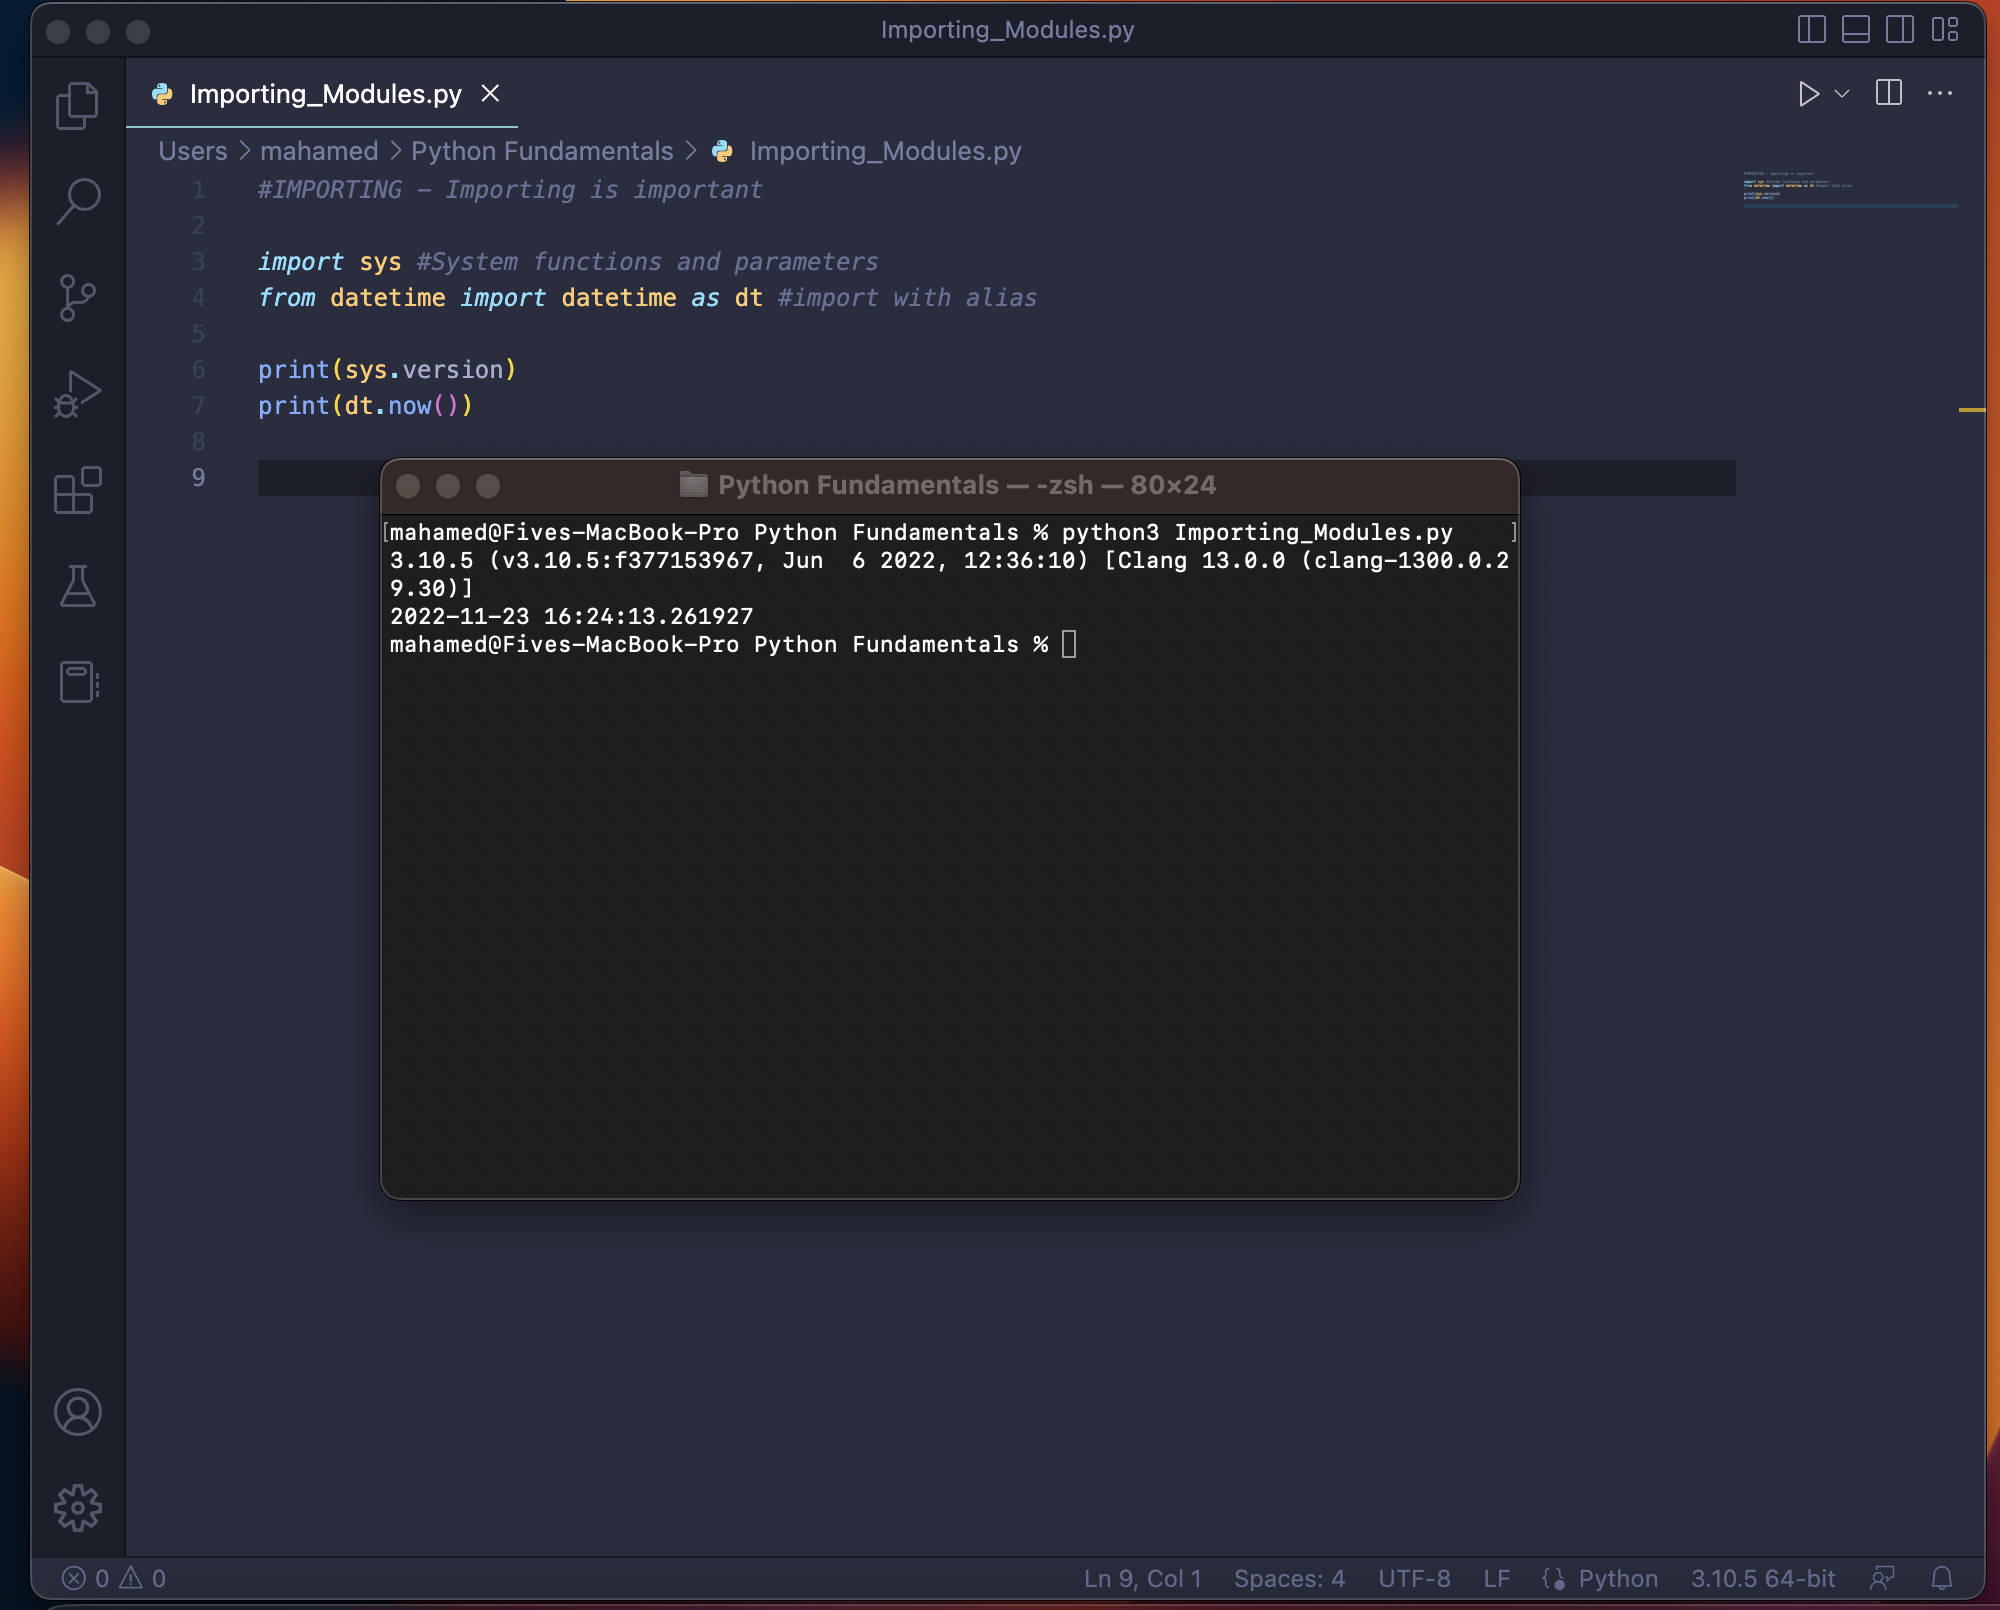 Importing_Modules.py
Importing_Modules.py
Users > mahamed > Python Fundamentals > Importing_Modules.py
1 #IMPORTING - Importing is important
2
3 import sys #System functions and parameters
4 from datetime import datetime as dt #import with alias
5
6 print(sys.version)
7 print(dt.now())
8
9
Python Fundamentals — -zsh — 80×24
[mahamed@Fives-MacBook-Pro Python Fundamentals % python3 Importing_Modules.py ]
3.10.5 (v3.10.5:f377153967, Jun  6 2022, 12:36:10) [Clang 13.0.0 (clang-1300.0.2
9.30)]
2022-11-23 16:24:13.261927
mahamed@Fives-MacBook-Pro Python Fundamentals %
0 0 Ln 9, Col 1 Spaces: 4 UTF-8 LF Python 3.10.5 64-bit